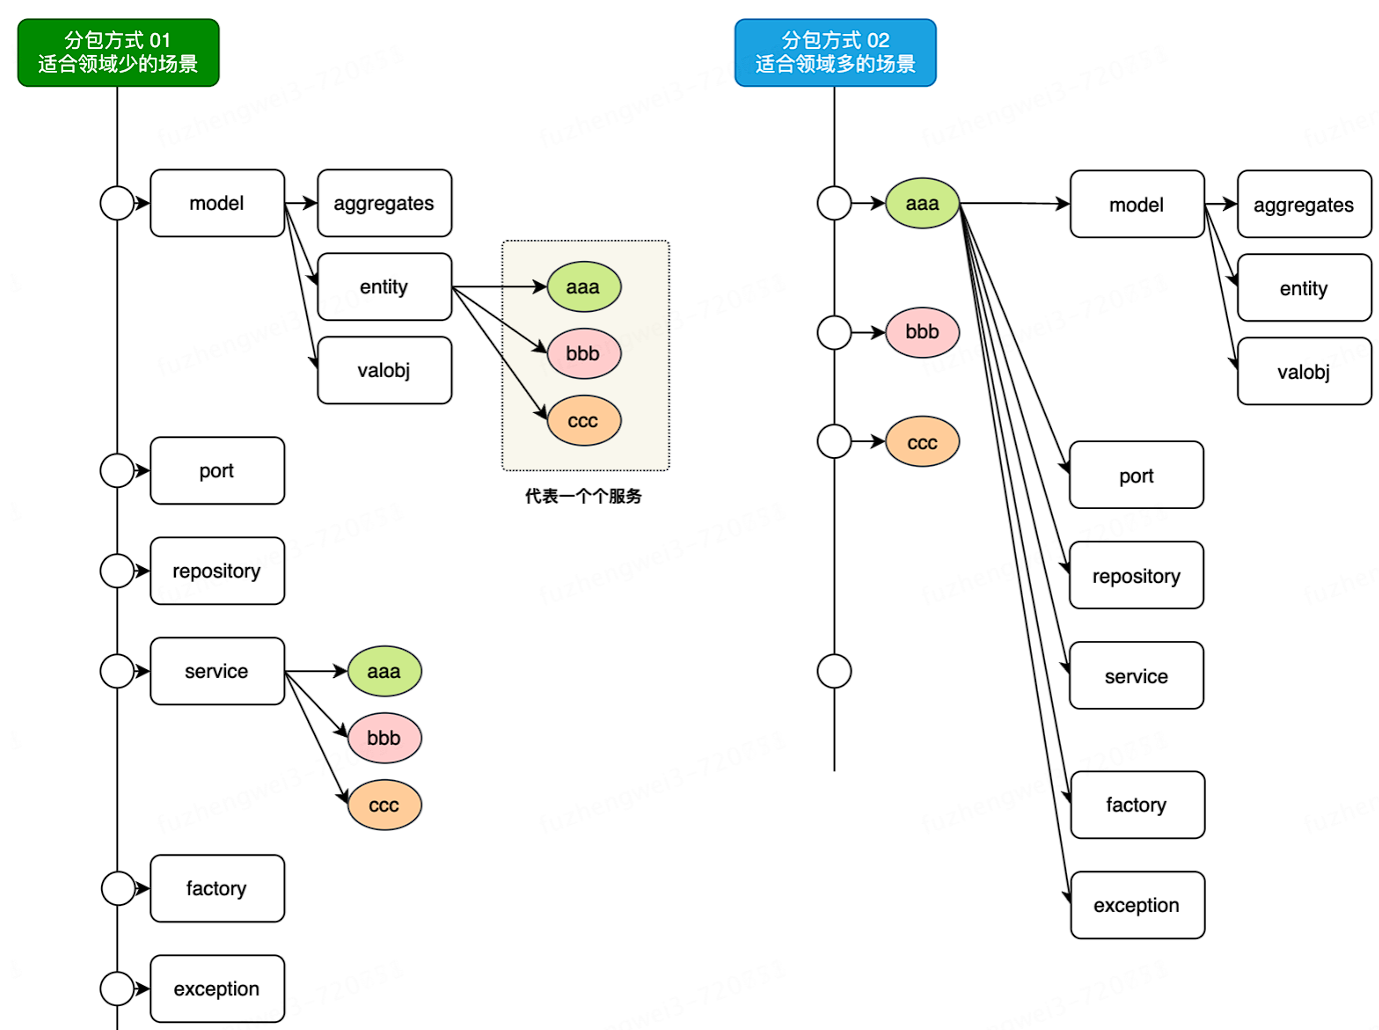 分包方式 01
适合领域少的场景
model
aggregates
entity
aaa
bbb
ccc
valobj
代表一个个服务
port
repository
service
aaa
bbb
ccc
factory
exception
分包方式 02
适合领域多的场景
aaa
model
aggregates
entity
valobj
bbb
ccc
port
repository
service
factory
exception